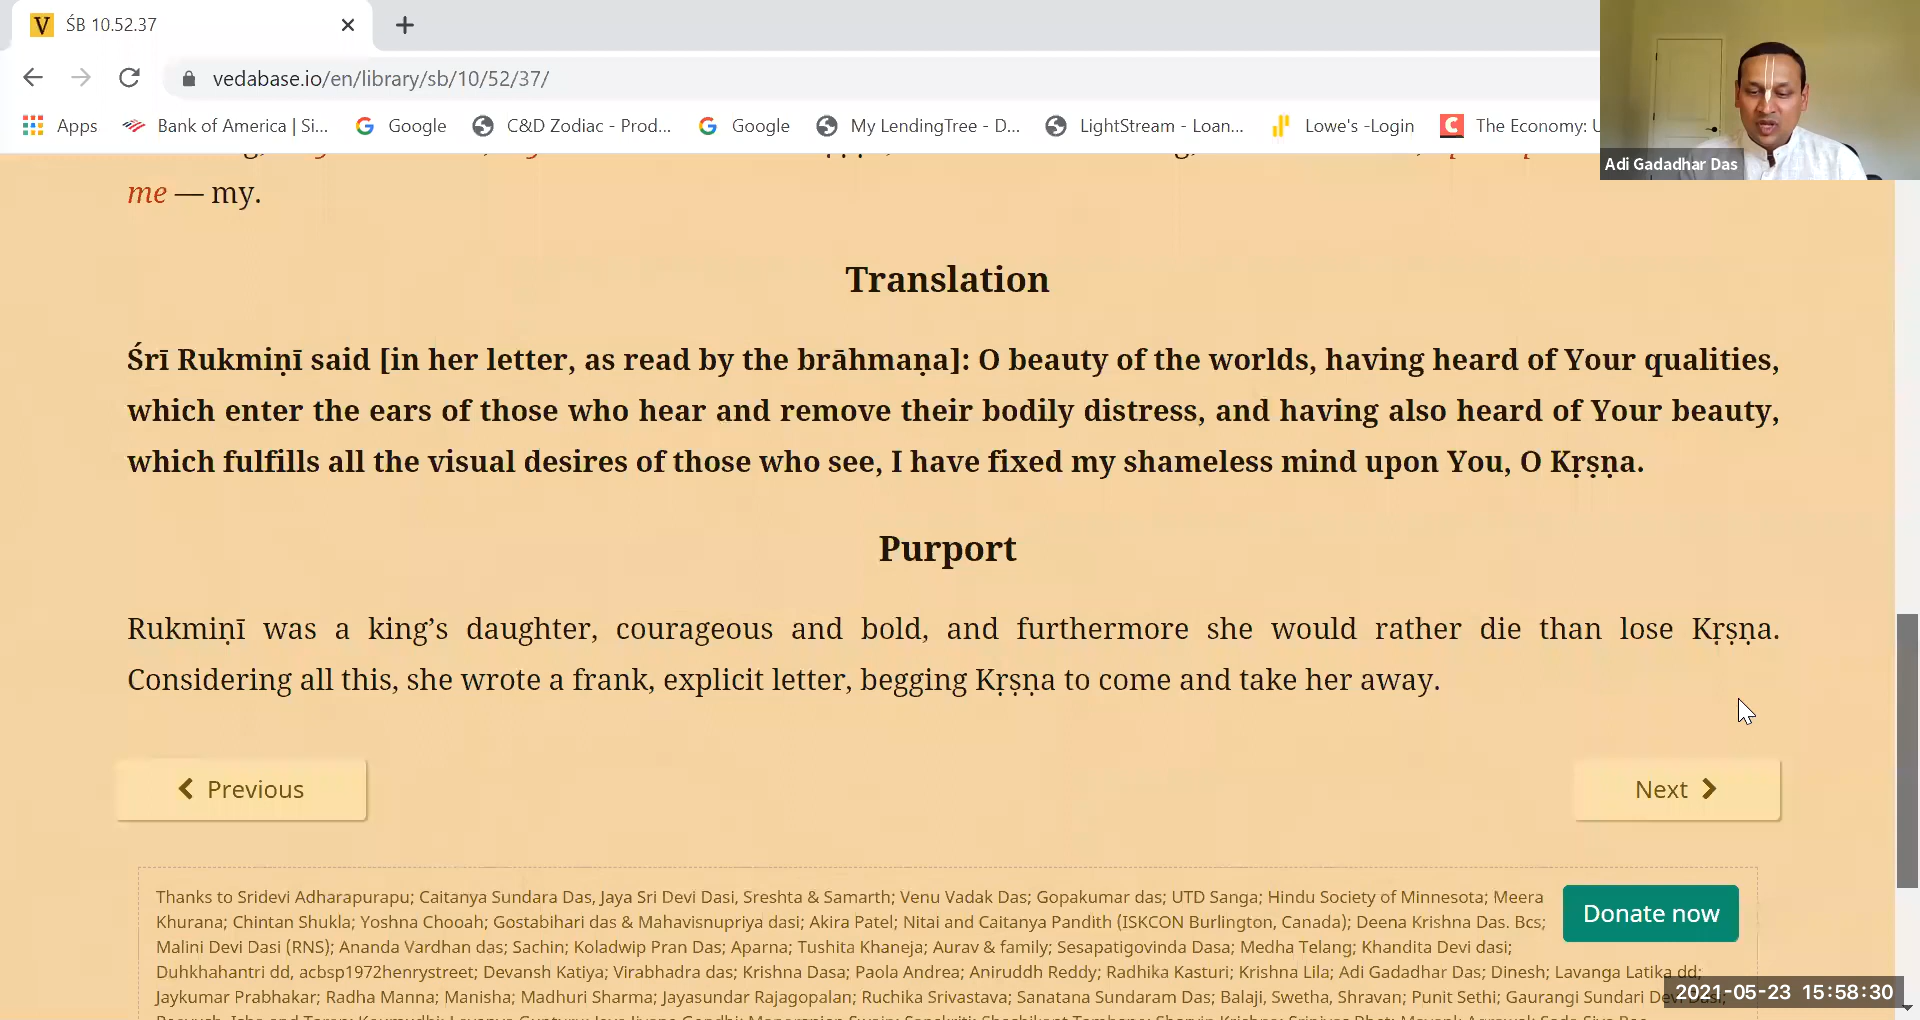 ŚB 10.52.37
vedabase.io/en/library/sb/10/52/37/
Apps Bank of America | Si... Google C&D Zodiac - Prod... Google My LendingTree - D... LightStream - Loan... Lowe's -Login The Economy: U
Adi Gadadhar Das
me — my.
Translation
Śrī Rukmiṇī said [in her letter, as read by the brāhmaṇa]: O beauty of the worlds, having heard of Your qualities,
which enter the ears of those who hear and remove their bodily distress, and having also heard of Your beauty,
which fulfills all the visual desires of those who see, I have fixed my shameless mind upon You, O Kṛṣṇa.
Purport
Rukmiṇī was a king’s daughter, courageous and bold, and furthermore she would rather die than lose Kṛṣṇa.
Considering all this, she wrote a frank, explicit letter, begging Kṛṣṇa to come and take her away.
Previous
Next
Thanks to Sridevi Adharapurapu; Caitanya Sundara Das, Jaya Sri Devi Dasi, Sreshta & Samarth; Venu Vadak Das; Gopakumar das; UTD Sanga; Hindu Society of Minnesota; Meera
Khurana; Chintan Shukla; Yoshna Chooah; Gostabihari das & Mahavisnupriya dasi; Akira Patel; Nitai and Caitanya Pandith (ISKCON Burlington, Canada); Deena Krishna Das. Bcs;
Malini Devi Dasi (RNS); Ananda Vardhan das; Sachin; Koladwip Pran Das; Aparna; Tushita Khaneja; Aurav & family; Sesapatigovinda Dasa; Medha Telang; Khandita Devi dasi;
Duhkhahantri dd, acbsp1972henrystreet; Devansh Katiya; Virabhadra das; Krishna Dasa; Paola Andrea; Aniruddh Reddy; Radhika Kasturi; Krishna Lila; Adi Gadadhar Das; Dinesh; Lavanga Latika dd;
Jaykumar Prabhakar; Radha Manna; Manisha; Madhuri Sharma; Jayasundar Rajagopalan; Ruchika Srivastava; Sanatana Sundaram Das; Balaji, Swetha, Shravan; Punit Sethi; Gaurangi Sundari Devi Dasi;
Donate now
2021-05-23 15:58:30